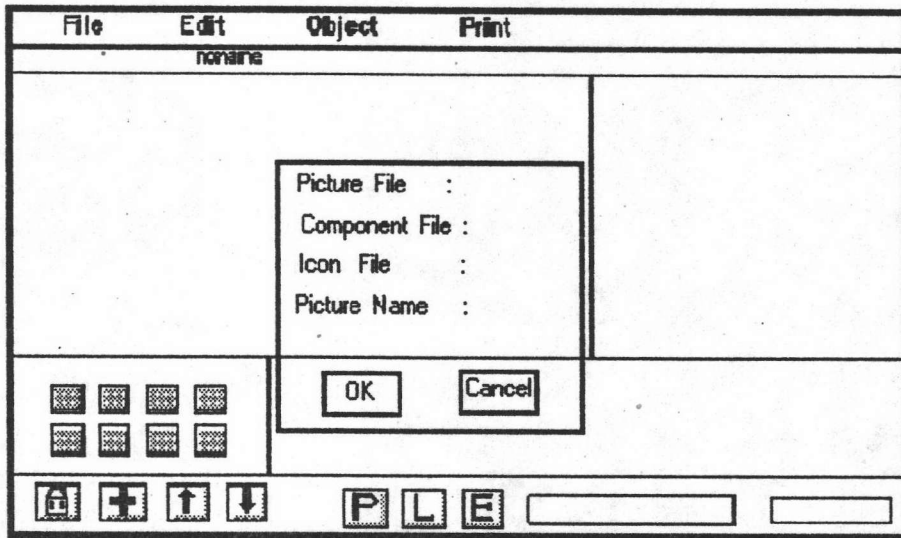 File Edit Object Print
noname
Picture File :
Component File :
Icon File :
Picture Name :
OK Cancel
P L E